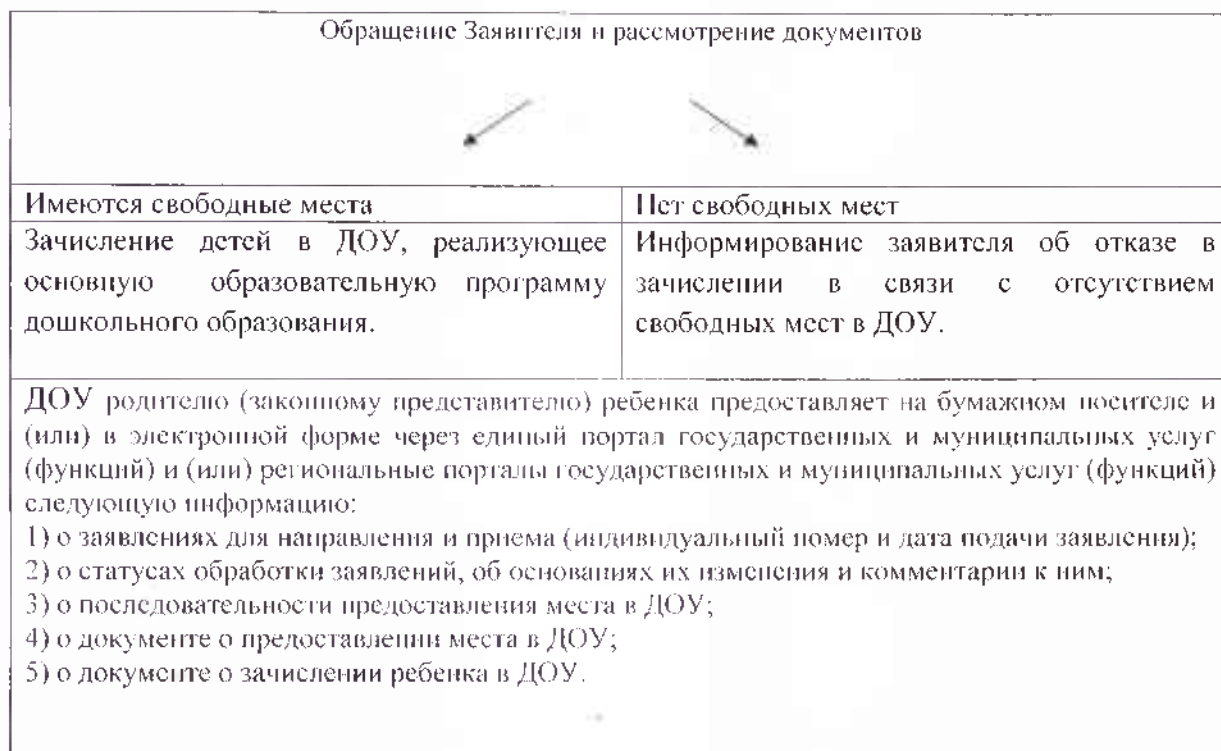 Обращение Заявителя и рассмотрение документов
Имеются свободные места
Нет свободных мест
Зачисление детей в ДОУ, реализующее
основную образовательную программу
дошкольного образования.
Информирование заявителя об отказе в
зачислении в связи с отсутствием
свободных мест в ДОУ.
ДОУ родителю (законному представителю) ребенка предоставляет на бумажном носителе и
(или) в электронной форме через единый портал государственных и муниципальных услуг
(функций) и (или) региональные порталы государственных и муниципальных услуг (функций)
следующую информацию:
1) о заявлениях для направления и приема (индивидуальный номер и дата подачи заявления);
2) о статусах обработки заявлений, об основаниях их изменения и комментарии к ним;
3) о последовательности предоставления места в ДОУ;
4) о документе о предоставлении места в ДОУ;
5) о документе о зачислении ребенка в ДОУ.